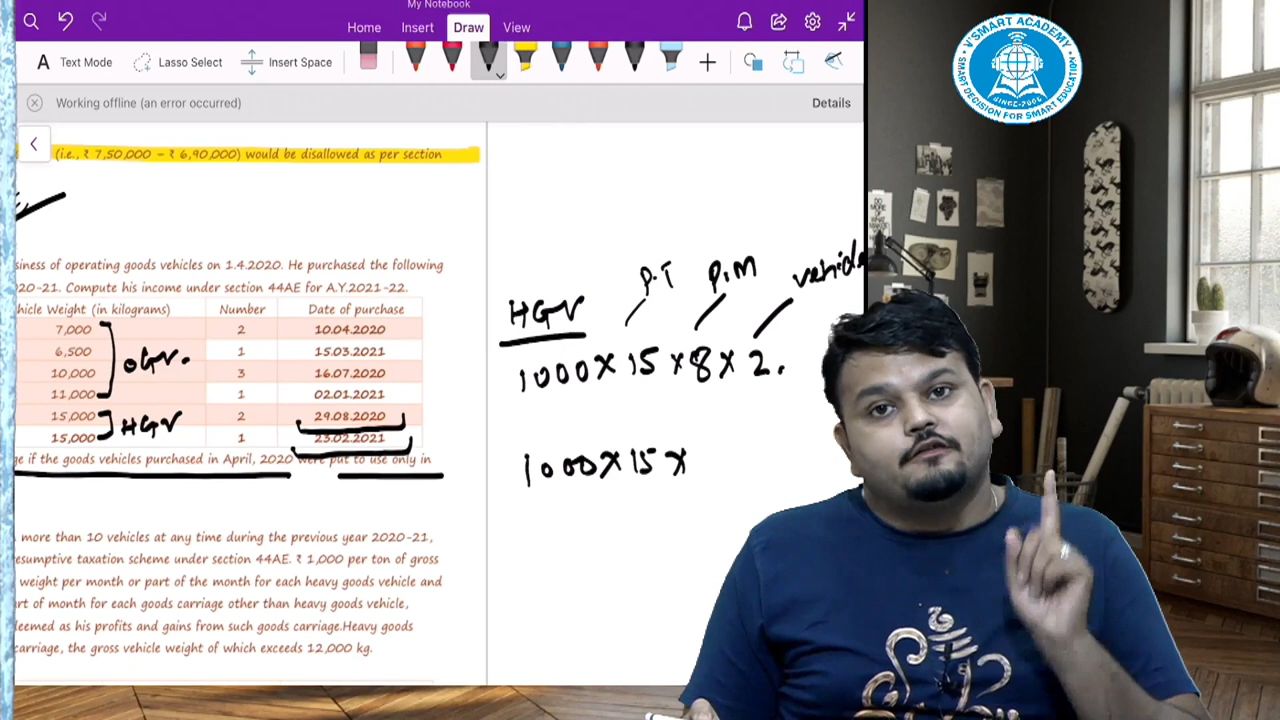 My Notebook
Home Insert Draw View
Text Mode Lasso Select Insert Space
Working offline (an error occurred) Details
(i.e., ₹ 7,50,000 – ₹ 6,90,000) would be disallowed as per section
siness of operating goods vehicles on 1.4.2020. He purchased the following
20-21. Compute his income under section 44AE for A.Y.2021-22.
hicle Weight (in kilograms) Number Date of purchase
7,000 2 10.04.2020
6,500 1 15.03.2021
10,000 3 16.07.2020
11,000 1 02.01.2021
15,000 2 29.08.2020
15,000 1 23.02.2021
OGV.
HGV
ge if the goods vehicles purchased in April, 2020 were put to use only in
more than 10 vehicles at any time during the previous year 2020-21,
esumptive taxation scheme under section 44AE. ₹ 1,000 per ton of gross
weight per month or part of the month for each heavy goods vehicle and
art of month for each goods carriage other than heavy goods vehicle,
leemed as his profits and gains from such goods carriage.Heavy goods
carriage, the gross vehicle weight of which exceeds 12,000 kg.
HGV P.T P.M vehicle
1000 x 15 x 8 x 2.
1000 x 15 x
V'SMART ACADEMY
SINCE-2006
SMART DECISION FOR SMART EDUCATION